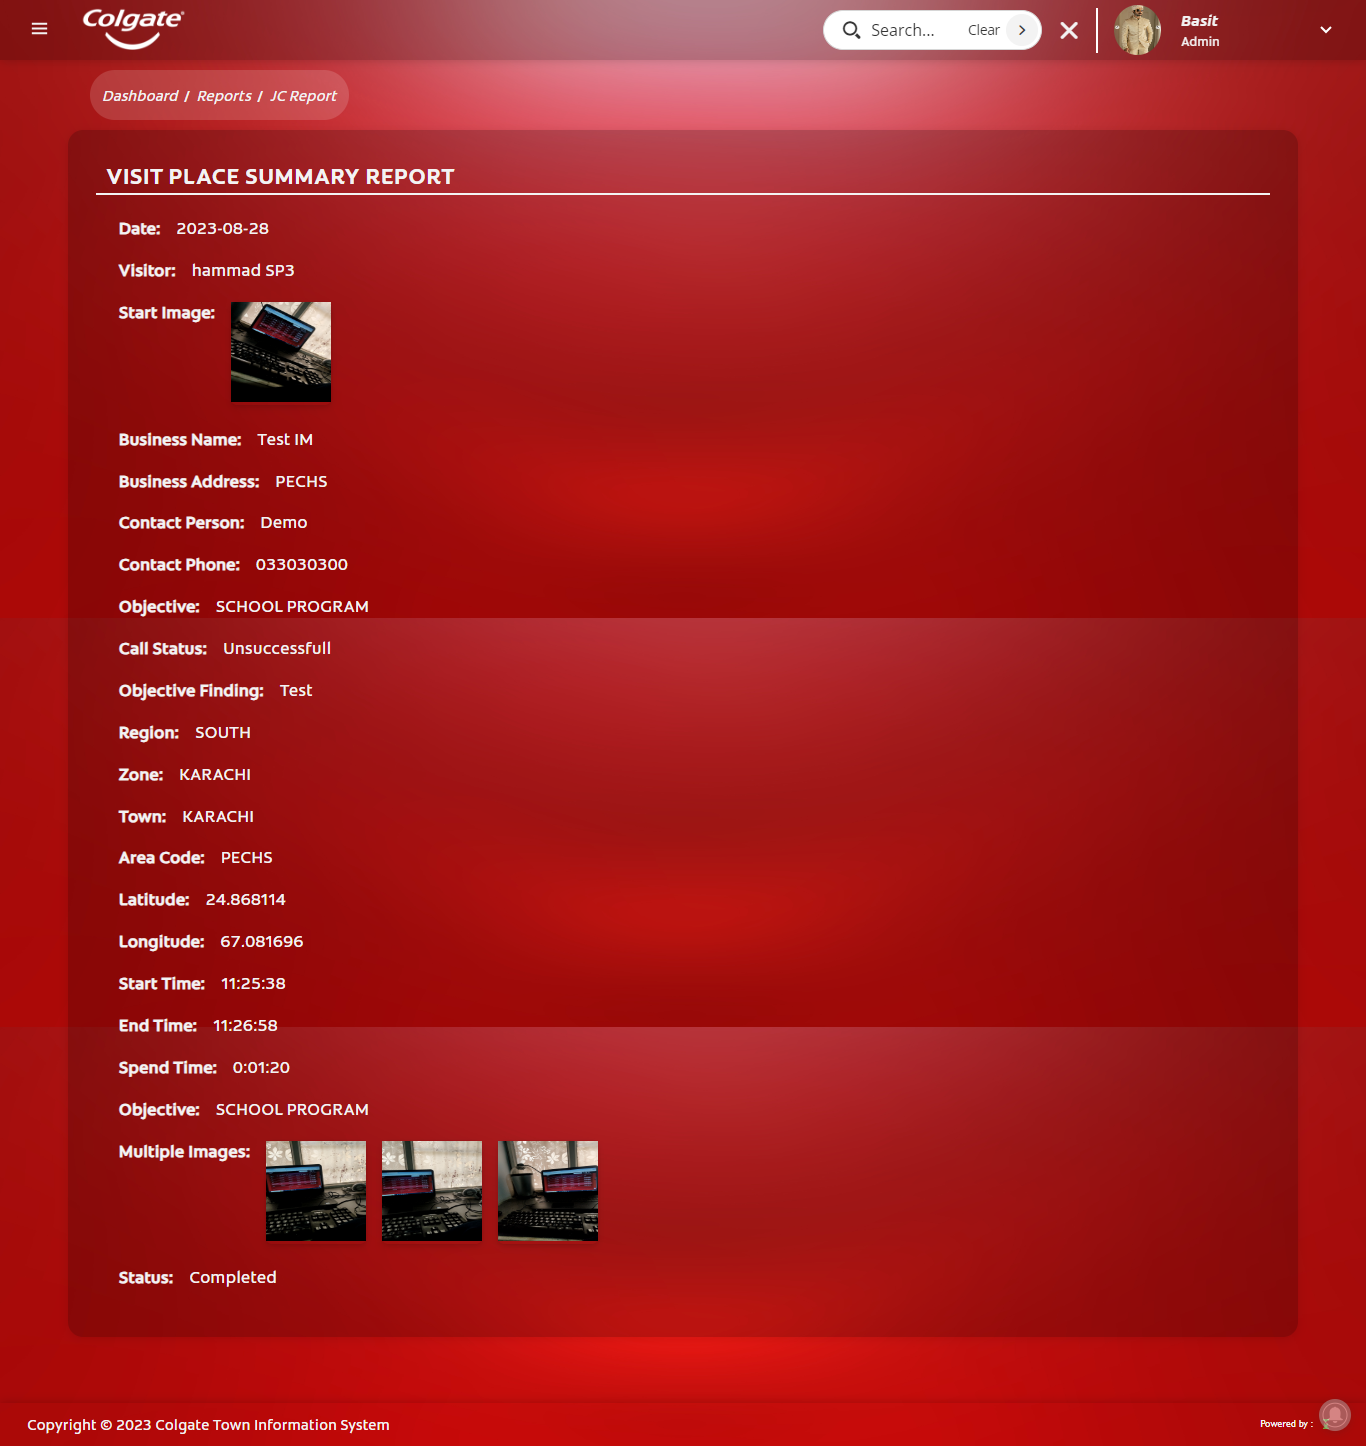 Colgate
Search... Clear
Basit
Admin
Dashboard / Reports / JC Report
VISIT PLACE SUMMARY REPORT
Date: 2023-08-28
Visitor: hammad SP3
Start Image:
Business Name: Test IM
Business Address: PECHS
Contact Person: Demo
Contact Phone: 033030300
Objective: SCHOOL PROGRAM
Call Status: Unsuccessfull
Objective Finding: Test
Region: SOUTH
Zone: KARACHI
Town: KARACHI
Area Code: PECHS
Latitude: 24.868114
Longitude: 67.081696
Start Time: 11:25:38
End Time: 11:26:58
Spend Time: 0:01:20
Objective: SCHOOL PROGRAM
Multiple Images:
Status: Completed
Copyright © 2023 Colgate Town Information System
Powered by :